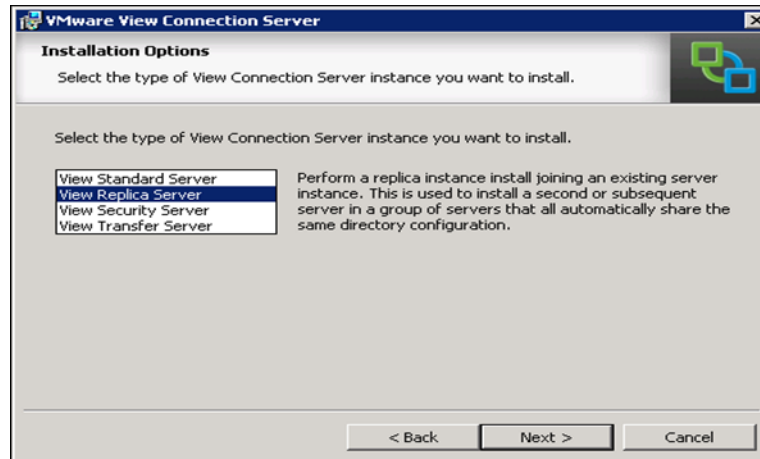 VMware View Connection Server
Installation Options
Select the type of View Connection Server instance you want to install.
Select the type of View Connection Server instance you want to install.
View Standard Server
View Replica Server
View Security Server
View Transfer Server
Perform a replica instance install joining an existing server
instance. This is used to install a second or subsequent
server in a group of servers that all automatically share the
same directory configuration.
< Back
Next >
Cancel